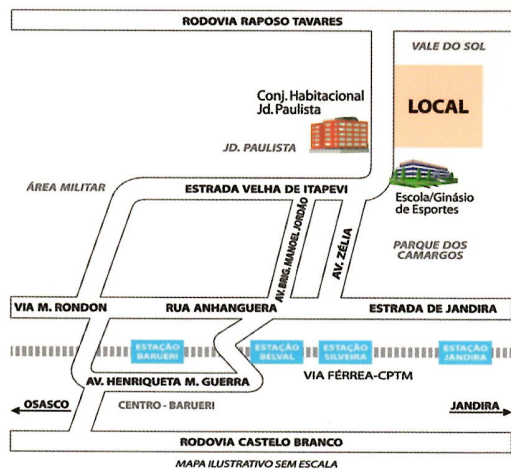 RODOVIA RAPOSO TAVARES
VALE DO SOL
Conj. Habitacional
Jd. Paulista
LOCAL
JD. PAULISTA
ÁREA MILITAR
ESTRADA VELHA DE ITAPEVI
Escola/Ginásio
de Esportes
AV. BRIG. MANOEL JORDÃO
AV. ZÉLIA
PARQUE DOS
CAMARGOS
VIA M. RONDON
RUA ANHANGUERA
ESTRADA DE JANDIRA
ESTAÇÃO
BARUERI
ESTAÇÃO
BELVAL
ESTAÇÃO
SILVEIRA
ESTAÇÃO
JANDIRA
VIA FÉRREA-CPTM
AV. HENRIQUETA M. GUERRA
OSASCO
CENTRO - BARUERI
JANDIRA
RODOVIA CASTELO BRANCO
MAPA ILUSTRATIVO SEM ESCALA